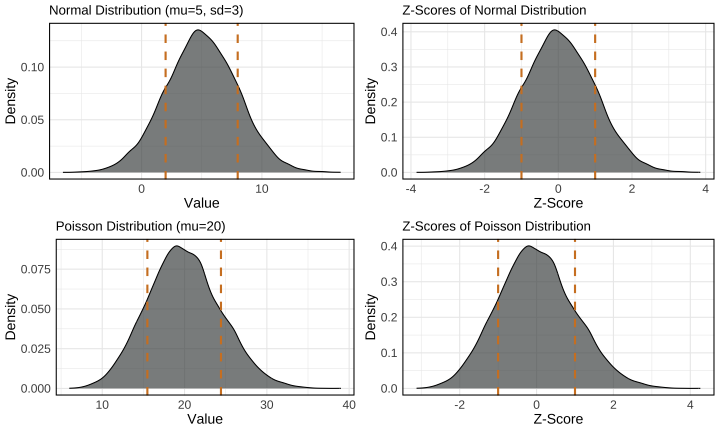 Normal Distribution (mu=5, sd=3)
Density
0.10
0.05
0.00
0
10
Value
Z-Scores of Normal Distribution
Density
0.4
0.3
0.2
0.1
0.0
-4
-2
0
2
4
Z-Score
Poisson Distribution (mu=20)
Density
0.075
0.050
0.025
0.000
10
20
30
40
Value
Z-Scores of Poisson Distribution
Density
0.4
0.3
0.2
0.1
0.0
-2
0
2
4
Z-Score